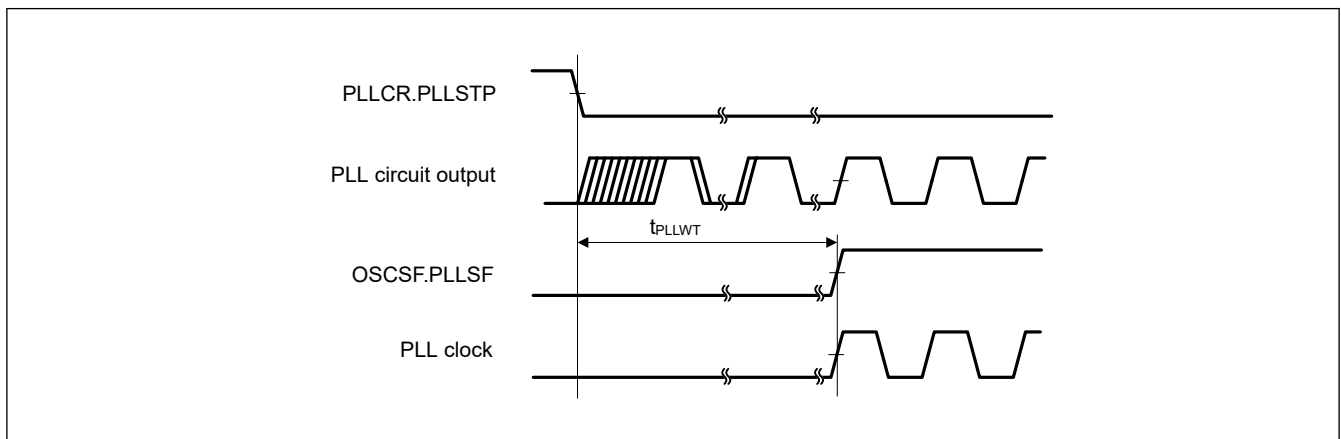 PLLCR.PLLSTP
PLL circuit output
tPLLWT
OSCSF.PLLSF
PLL clock